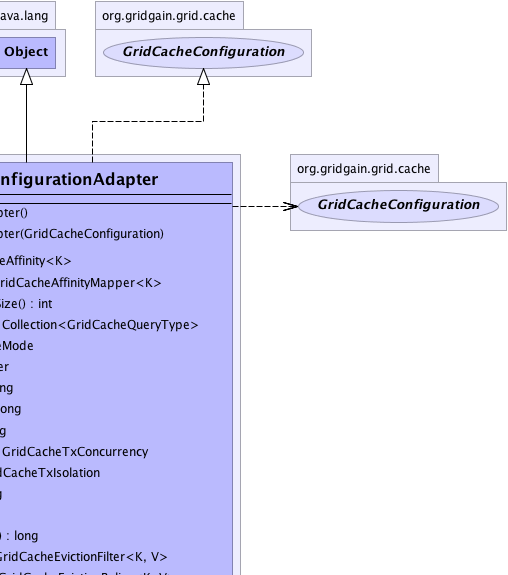 ava.lang
org.gridgain.grid.cache
Object
GridCacheConfiguration
org.gridgain.grid.cache
GridCacheConfiguration
nfigurationAdapter
pter()
pter(GridCacheConfiguration)
eAffinity<K>
GridCacheAffinityMapper<K>
Size() : int
Collection<GridCacheQueryType>
eMode
er
ng
ong
g
GridCacheTxConcurrency
dCacheTxIsolation
g
) : long
GridCacheEvictionFilter<K, V>